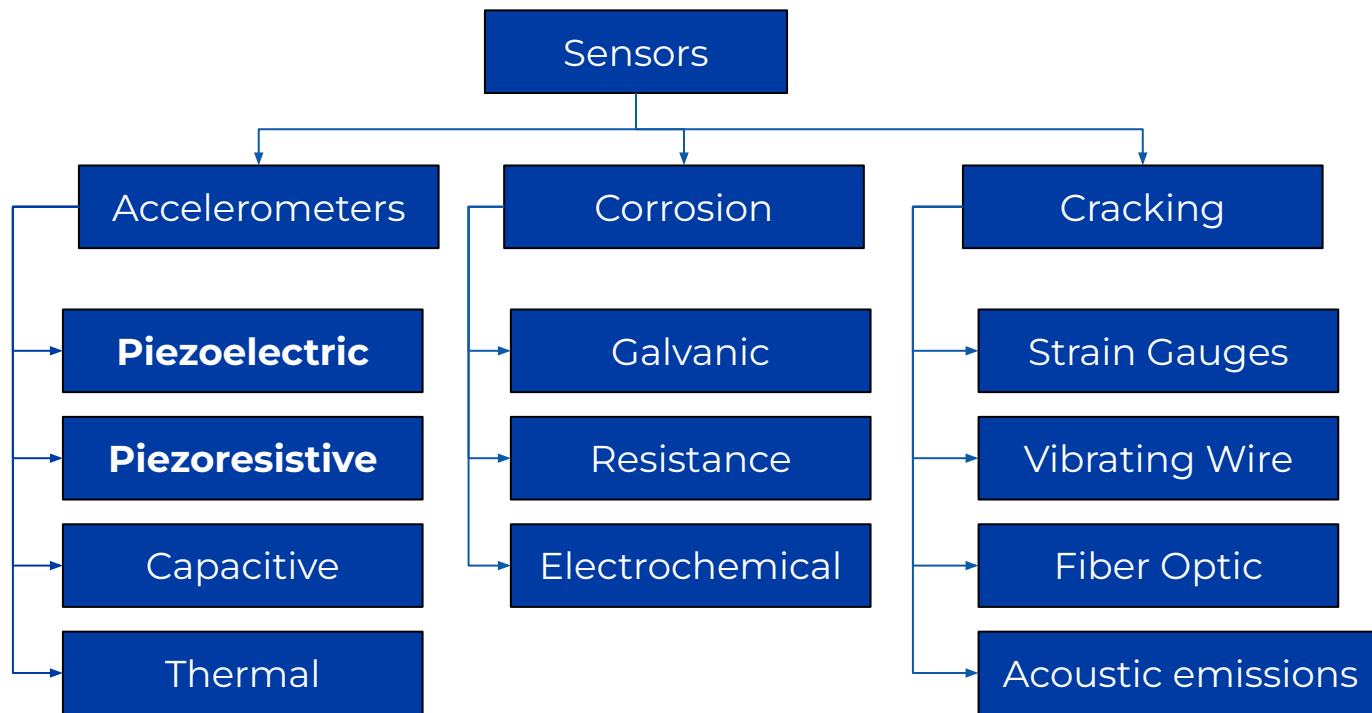 Sensors
Accelerometers
Corrosion
Cracking
Piezoelectric
Galvanic
Strain Gauges
Piezoresistive
Resistance
Vibrating Wire
Capacitive
Electrochemical
Fiber Optic
Thermal
Acoustic emissions